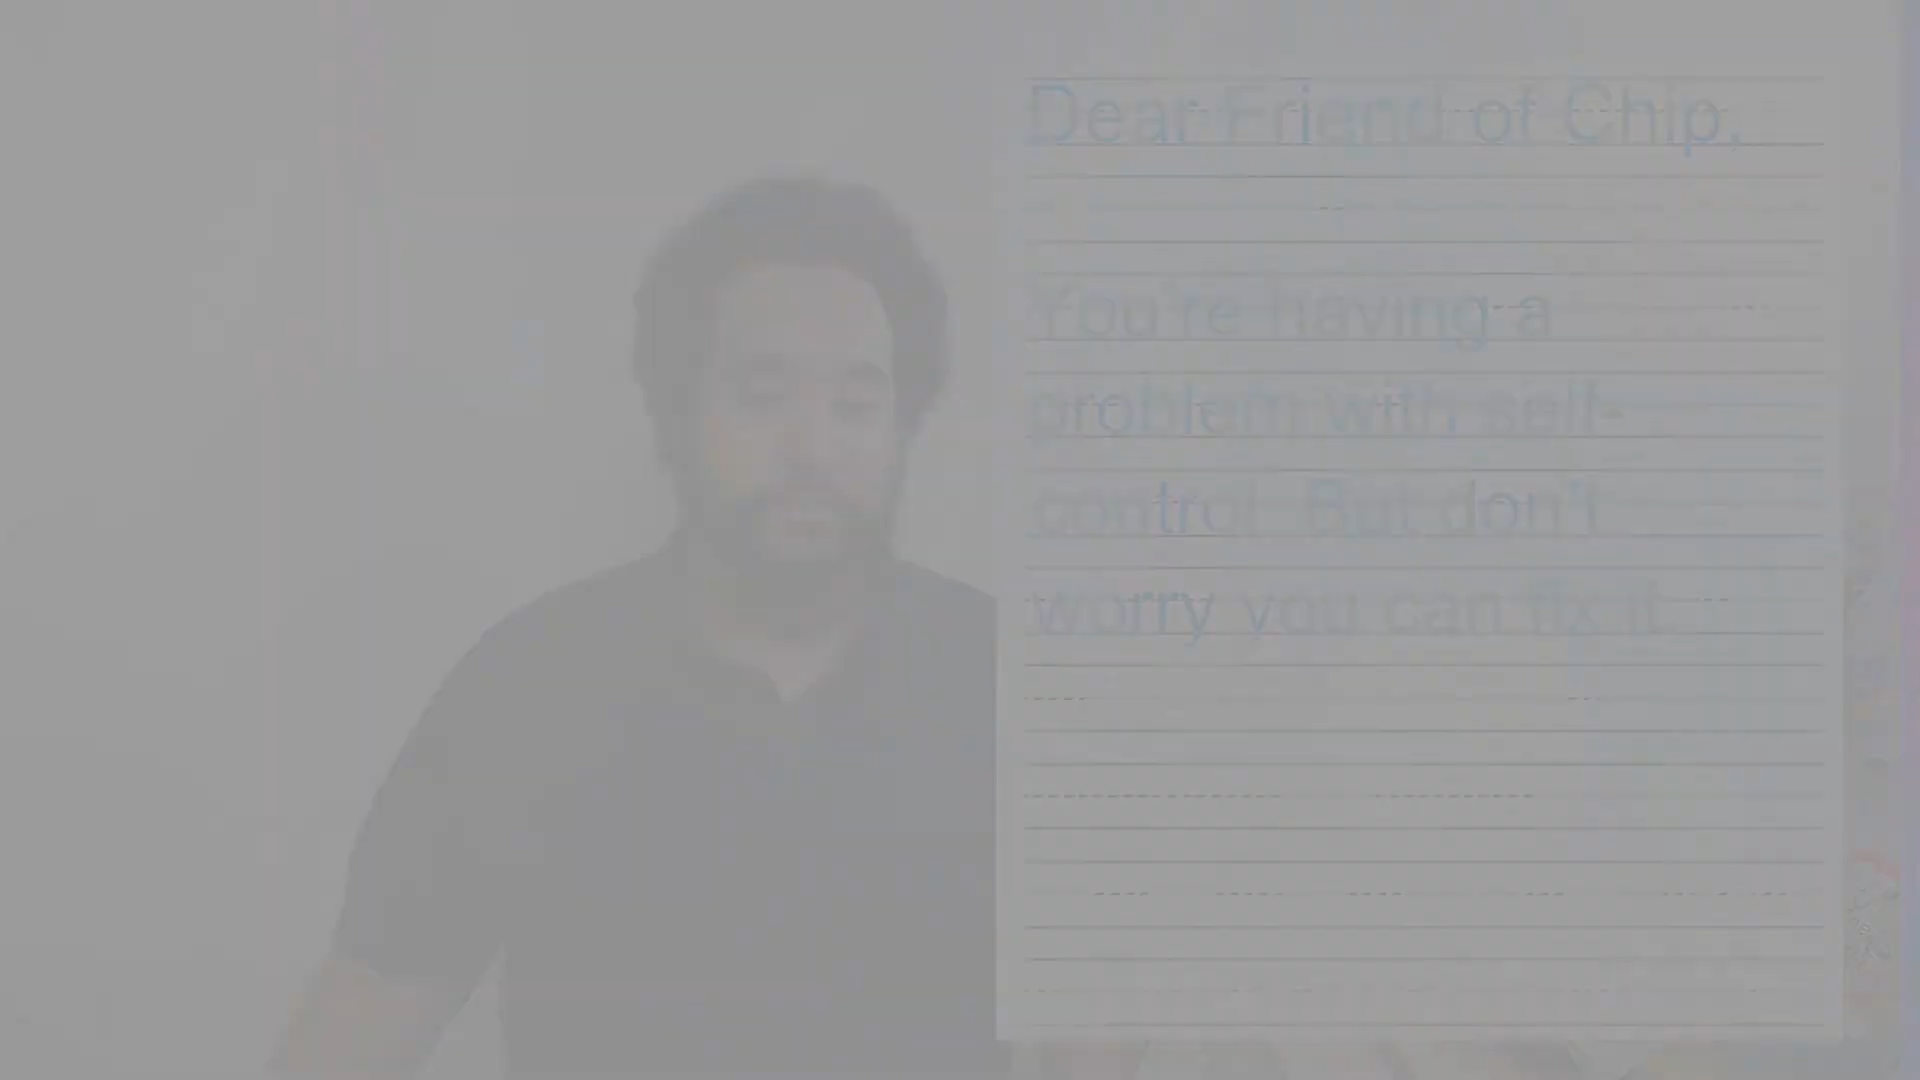 Dear Friend of Chip,
You're having a
problem with self-
control. But don't
worry you can fix it.